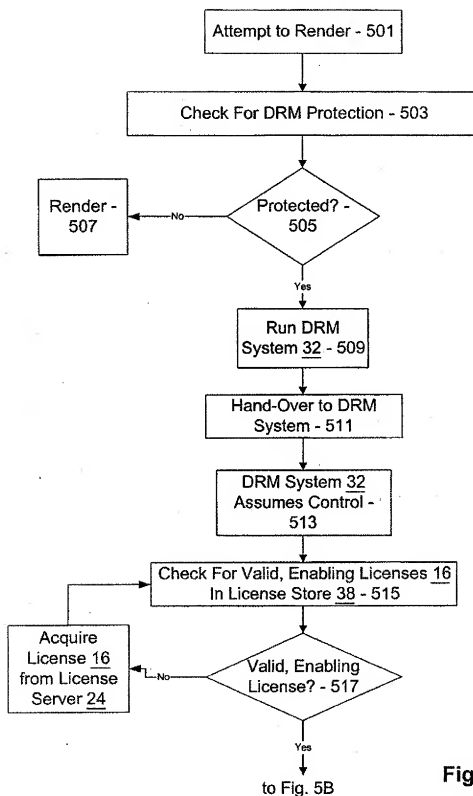 Attempt to Render - 501
Check For DRM Protection - 503
Protected? -
505
Render -
507
No
Yes
Run DRM
System 32 - 509
Hand-Over to DRM
System - 511
DRM System 32
Assumes Control -
513
Check For Valid, Enabling Licenses 16
In License Store 38 - 515
Acquire
License 16
from License
Server 24
No
Valid, Enabling
License? - 517
Yes
to Fig. 5B
Fig